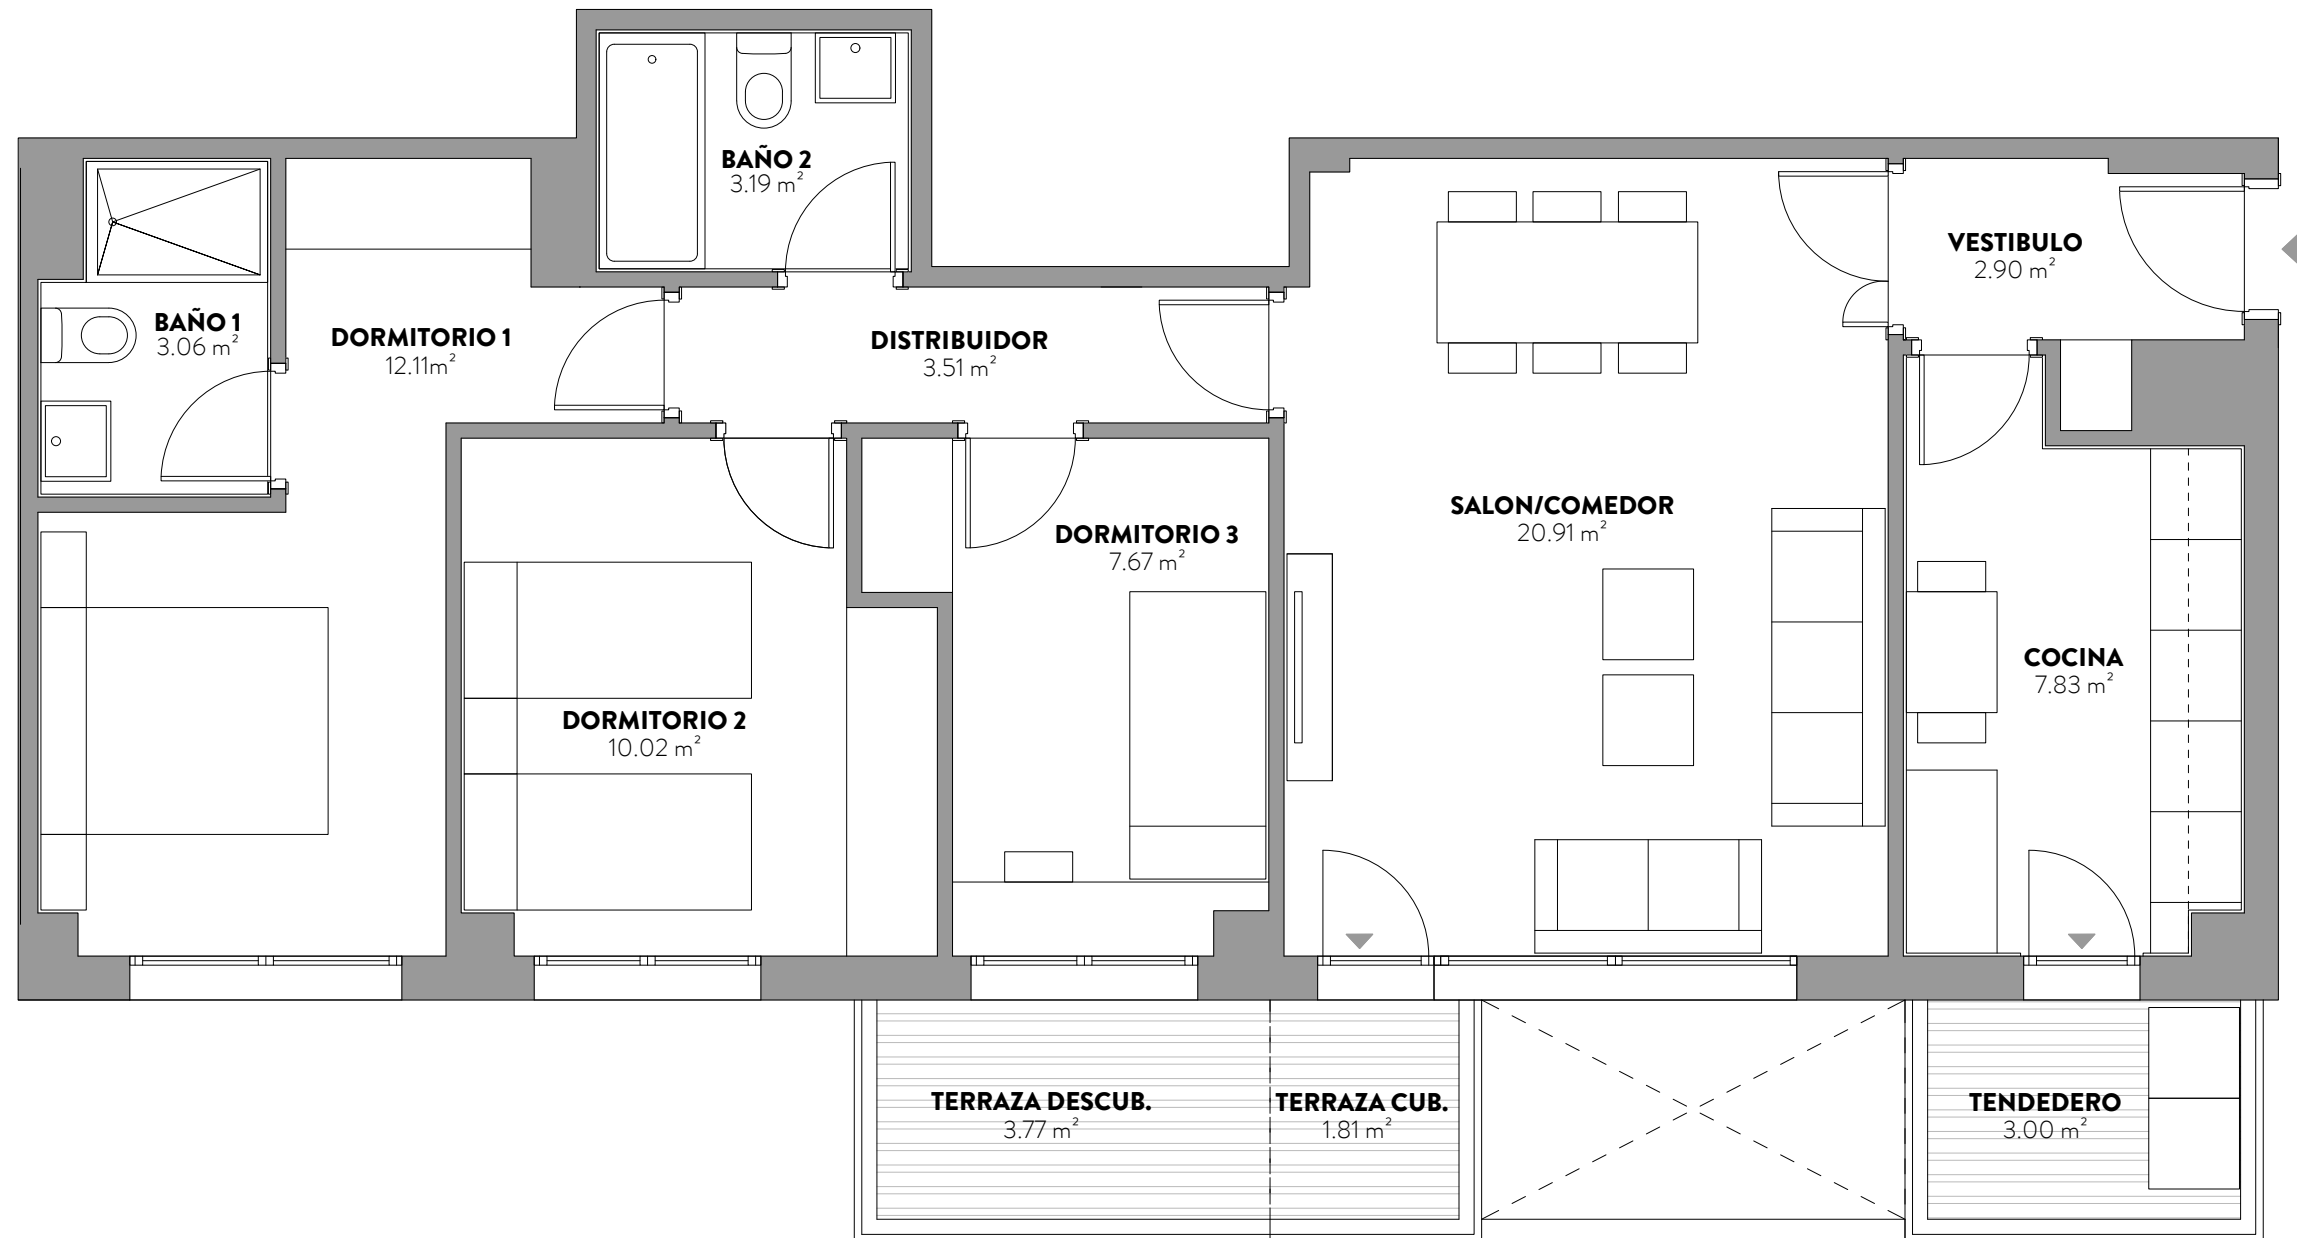 BAÑO 2
3.19 m²
VESTIBULO
2.90 m²
BAÑO 1
3.06 m²
DORMITORIO 1
12.11m²
DISTRIBUIDOR
3.51 m²
SALON/COMEDOR
20.91 m²
DORMITORIO 3
7.67 m²
COCINA
7.83 m²
DORMITORIO 2
10.02 m²
TERRAZA DESCUB.
3.77 m²
TERRAZA CUB.
1.81 m²
TENDEDERO
3.00 m²